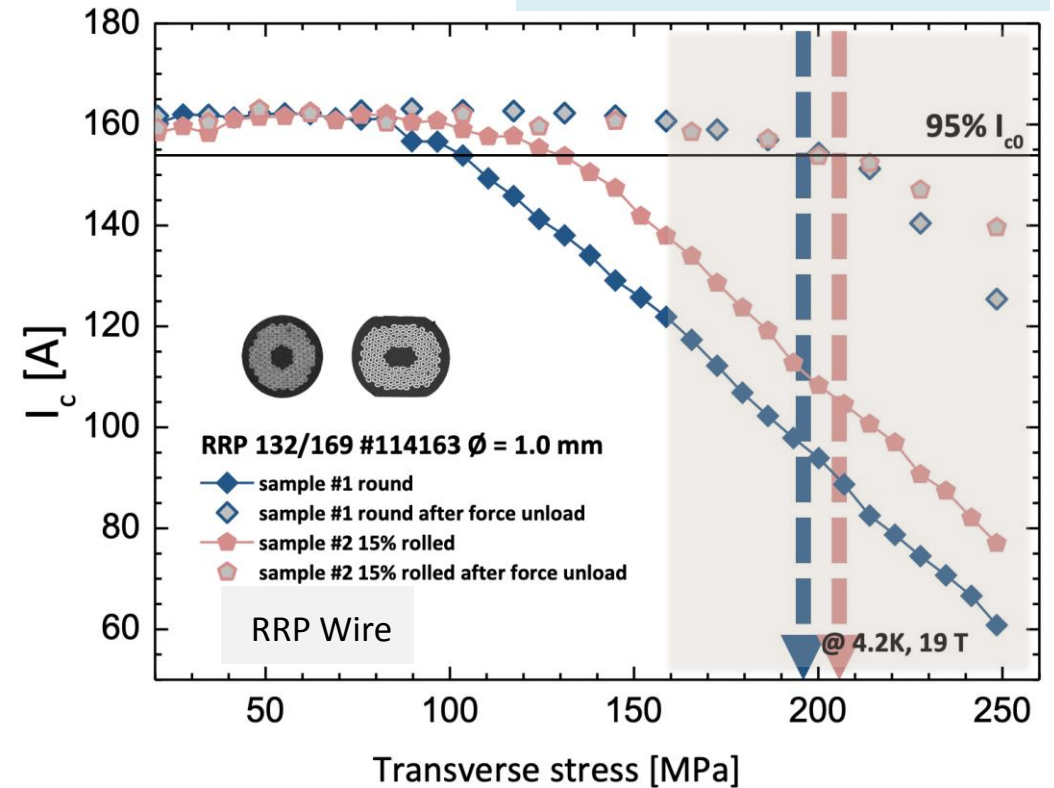 180
160
140
120
100
80
60
I_c [A]
95% I_c0
RRP 132/169 #114163 Ø = 1.0 mm
sample #1 round
sample #1 round after force unload
sample #2 15% rolled
sample #2 15% rolled after force unload
RRP Wire
@ 4.2K, 19 T
50 100 150 200 250
Transverse stress [MPa]